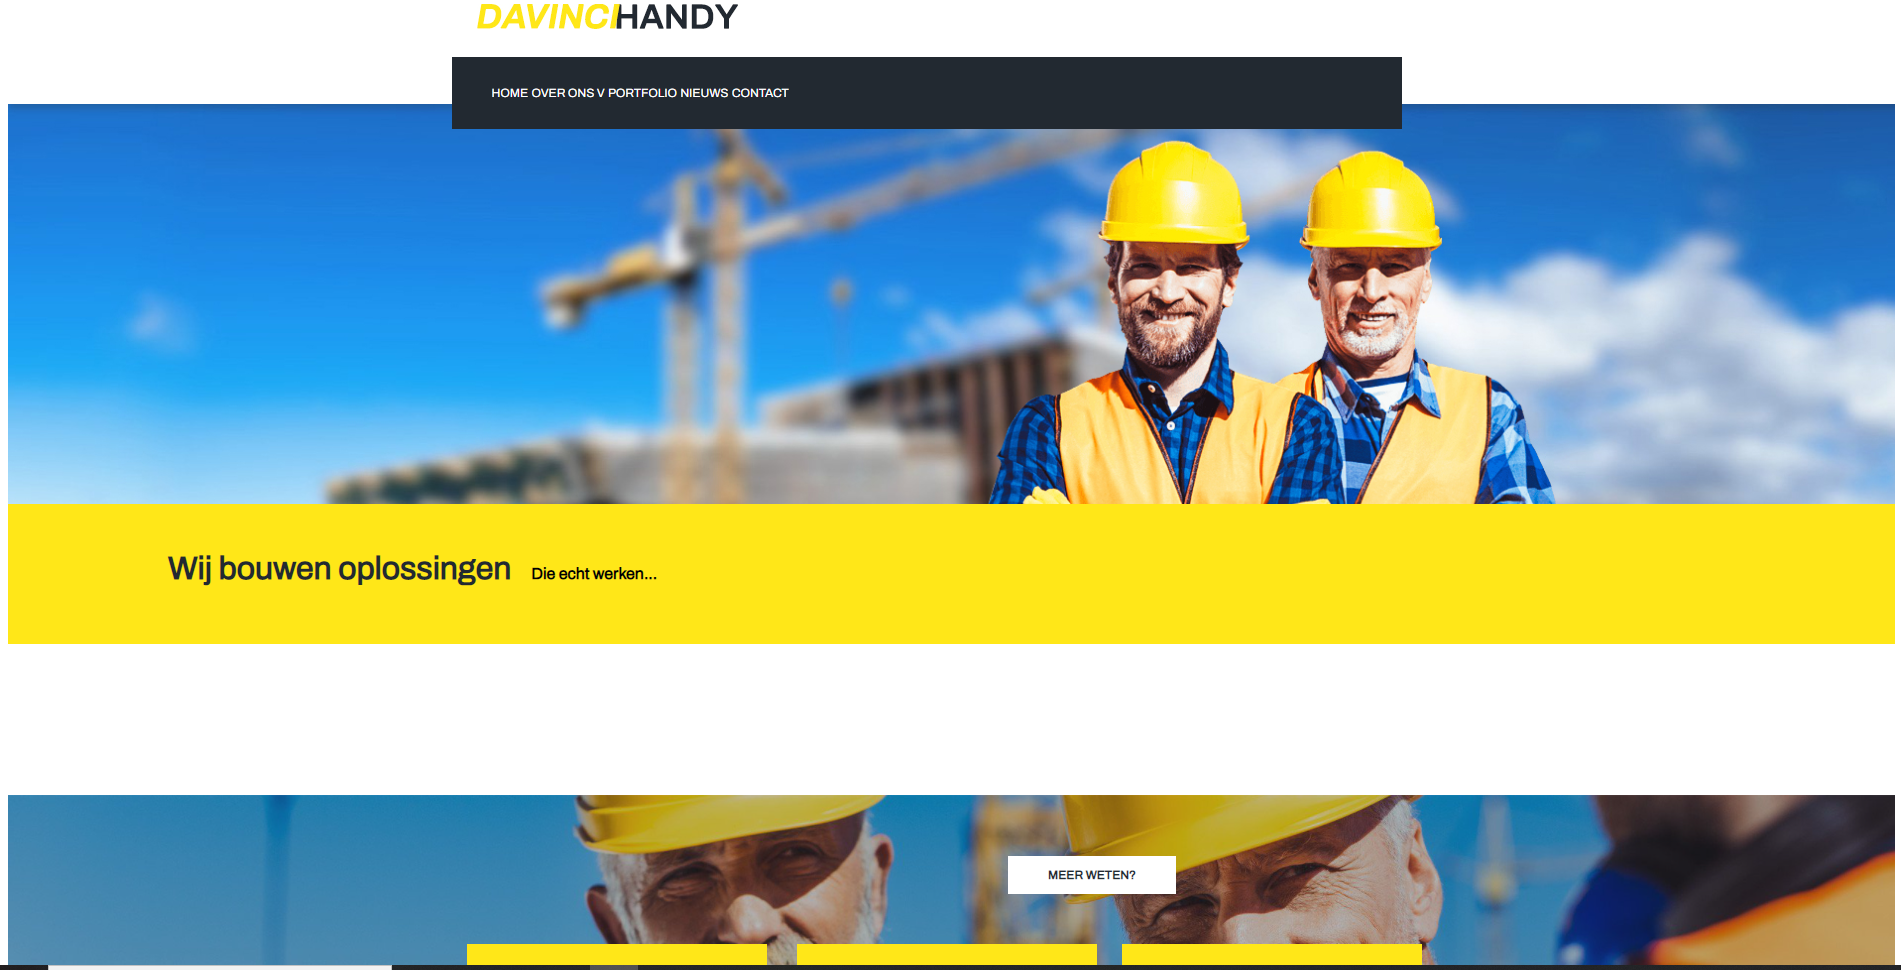 DAVINCIHANDY
HOME OVER ONS V PORTFOLIO NIEUWS CONTACT
Wij bouwen oplossingen Die echt werken...
MEER WETEN?